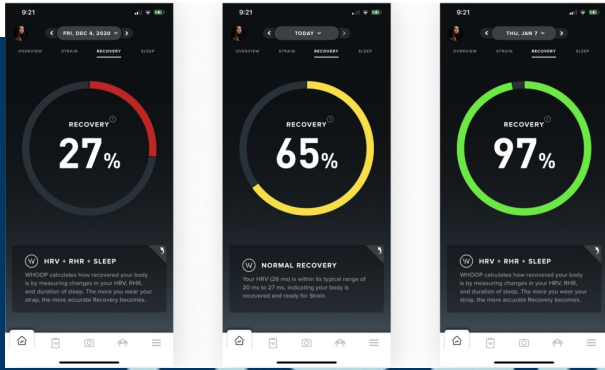 9:21
FRI, DEC 4, 2020
OVERVIEW STRAIN RECOVERY SLEEP
RECOVERY
27%
HRV + RHR + SLEEP
WHOOP calculates how recovered your body
is by measuring changes in your HRV, RHR,
and duration of sleep. The more you wear your
strap, the more accurate Recovery becomes.
9:21
TODAY
OVERVIEW STRAIN RECOVERY SLEEP
RECOVERY
65%
NORMAL RECOVERY
Your HRV (26 ms) is within its typical range of
20 ms to 27 ms, indicating your body is
recovered and ready for Strain.
9:21
THU, JAN 7
OVERVIEW STRAIN RECOVERY SLEEP
RECOVERY
97%
HRV + RHR + SLEEP
WHOOP calculates how recovered your body
is by measuring changes in your HRV, RHR,
and duration of sleep. The more you wear your
strap, the more accurate Recovery becomes.